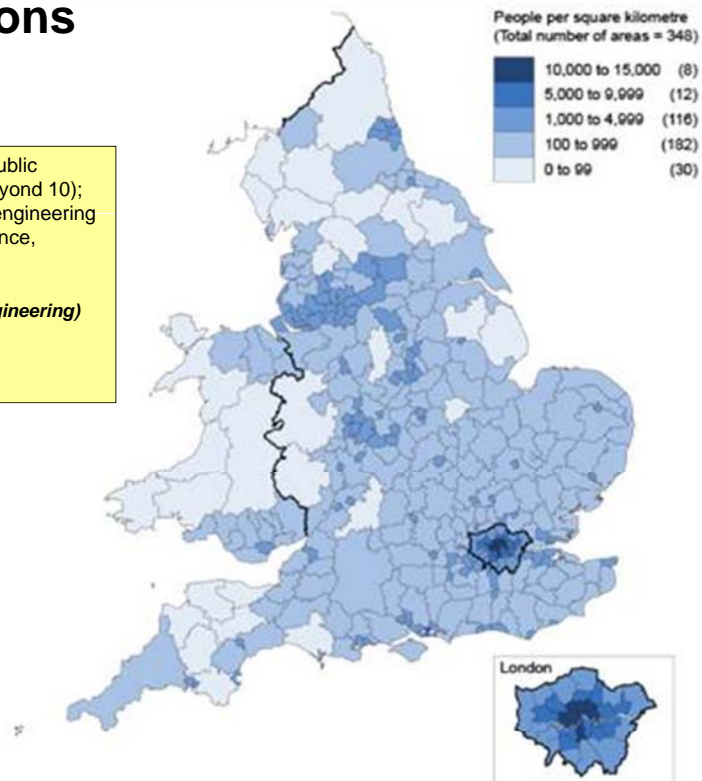 ons
ublic
yond 10);
engineering
nce,
gineering)
People per square kilometre
(Total number of areas = 348)
10,000 to 15,000 (8)
5,000 to 9,999 (12)
1,000 to 4,999 (116)
100 to 999 (182)
0 to 99 (30)
London